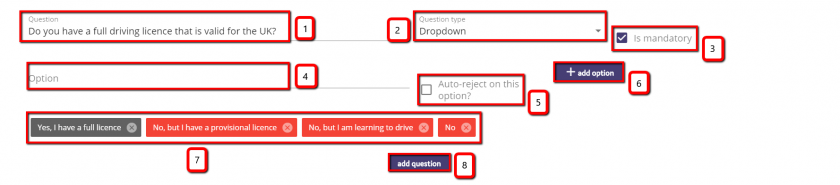 Question
Do you have a full driving licence that is valid for the UK?
1
2
Question type
Dropdown
Is mandatory
3
Option
4
Auto-reject on this
option?
5
+ add option
6
Yes, I have a full licence
No, but I have a provisional licence
No, but I am learning to drive
No
7
add question
8